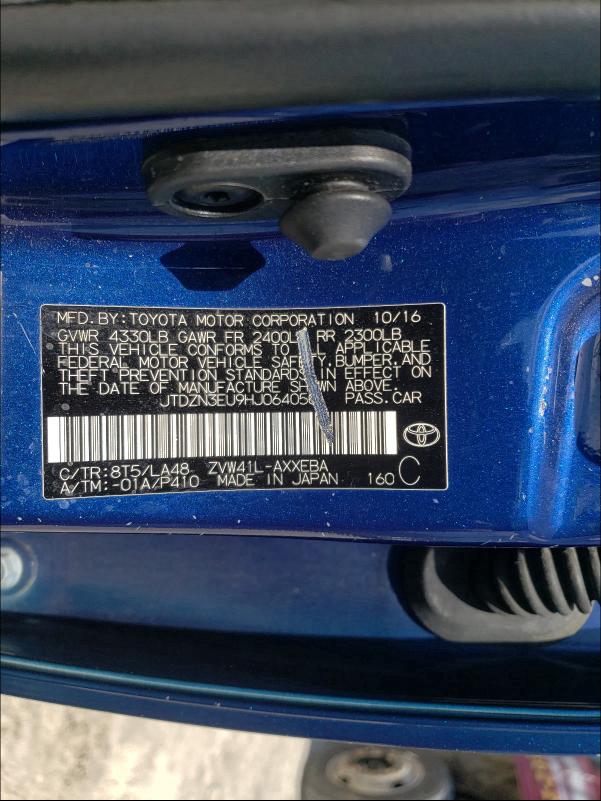 MFD. BY: TOYOTA MOTOR CORPORATION 10/16
GVWR 4330LB GAWR FR 2400LB RR 2300LB
THIS VEHICLE CONFORMS TO ALL APPLICABLE
FEDERAL MOTOR VEHICLE SAFETY, BUMPER, AND
THEFT PREVENTION STANDARDS IN EFFECT ON
THE DATE OF MANUFACTURE SHOWN ABOVE.
PASS. CAR
C/TR: 8T5/LA48 ZVW41L-AXXEBA
A/TM: -01A/P410 MADE IN JAPAN 160 C